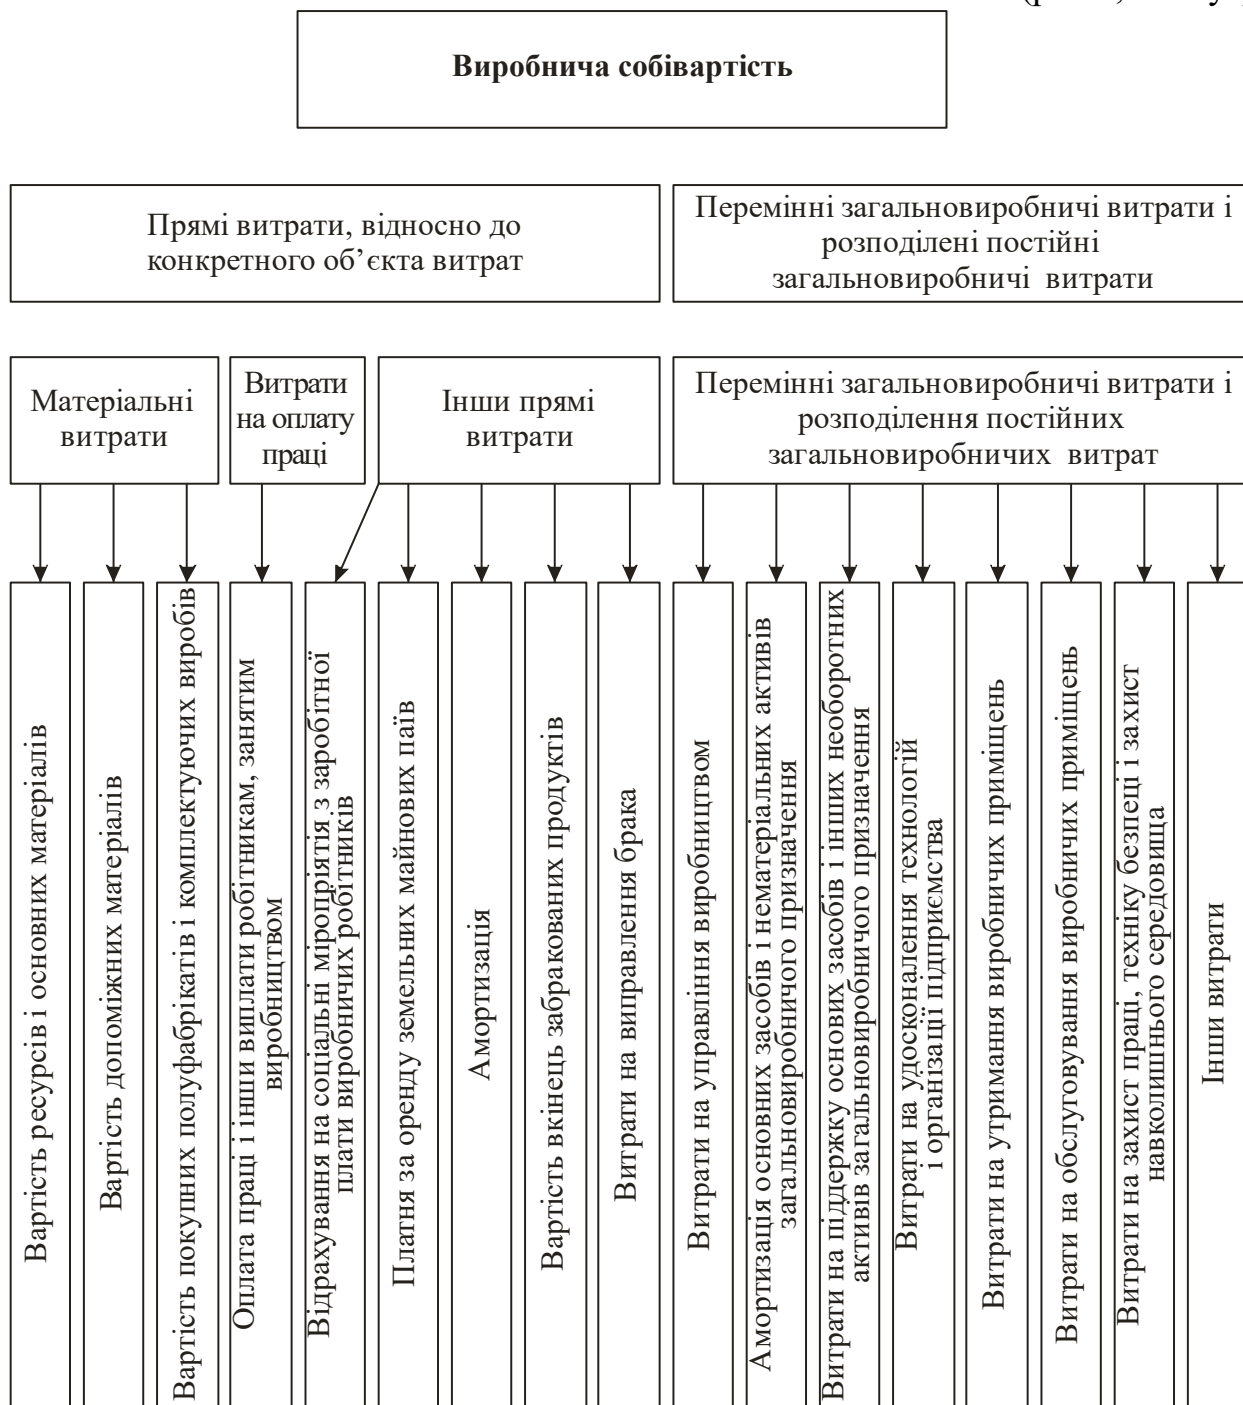 Виробнича собівартість
Прямі витрати, відносно до
конкретного об’єкта витрат
Перемінні загальновиробничі витрати і
розподілені постійні
загальновиробничі витрати
Матеріальні
витрати
Витрати
на оплату
праці
Інши прямі
витрати
Перемінні загальновиробничі витрати і
розподілення постійних
загальновиробничих витрат
Вартість ресурсів і основних матеріалів
Вартість допоміжних матеріалів
Вартість покупних полуфабрікатів і комплектуючих виробів
Оплата праці і інши виплати робітникам, занятим
виробництвом
Відрахування на соціальні міропріятія з заробітної
плати виробничих робітників
Платня за оренду земельних майнових паїв
Амортизація
Вартість вкінець забракованих продуктів
Витрати на виправління брака
Витрати на управління виробництвом
Амортизація основних засобів і нематеріальних активів
загальновиробничого призначення
Витрати на піддержку основих засобів і інших необоротних
активів загальновиробничого призначення
Витрати на удосконалення технологій
і організації підприємства
Витрати на утримання виробничих приміщень
Витрати на обслуговування виробничих приміщень
Витрати на захист праці, техніку безпеці і захист
навколишнього середовища
Інши витрати